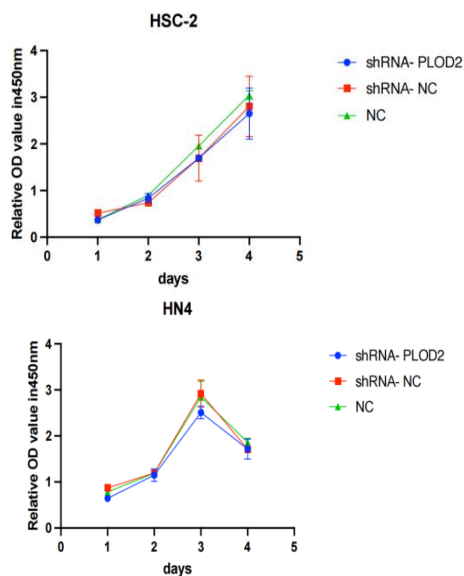 HSC-2
Relative OD value in450nm
4
3
2
1
0
0 1 2 3 4 5
days
shRNA- PLOD2
shRNA- NC
NC
HN4
Relative OD value in450nm
4
3
2
1
0
0 1 2 3 4 5
days
shRNA- PLOD2
shRNA- NC
NC